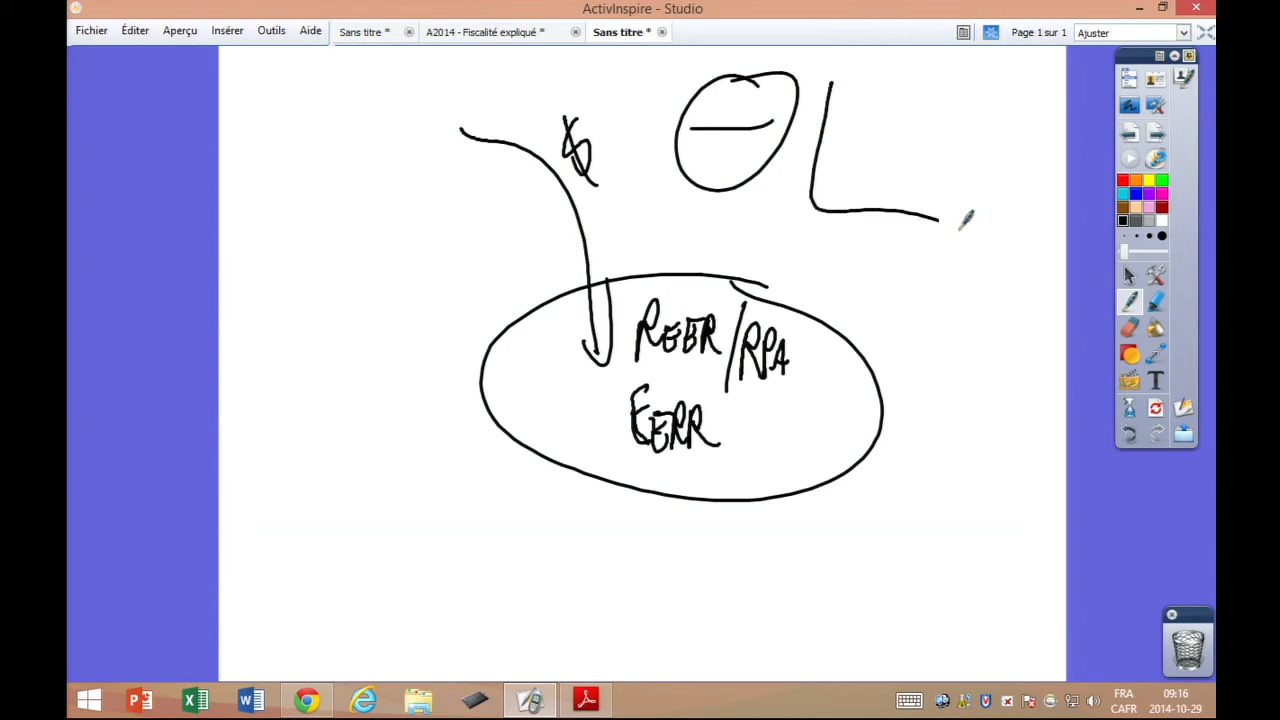 ActivInspire - Studio
Fichier Éditer Aperçu Insérer Outils Aide
Sans titre * A2014 - Fiscalité expliqué * Sans titre *
Page 1 sur 1 Ajuster
$
REER/RPA
EERR
FRA
CAFR
09:16
2014-10-29